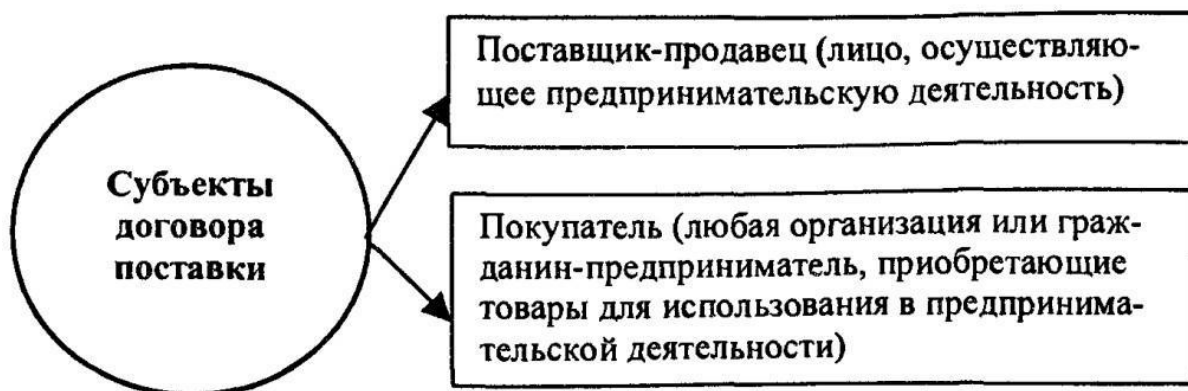 Поставщик-продавец (лицо, осуществляю-
щее предпринимательскую деятельность)
Субъекты
договора
поставки
Покупатель (любая организация или граж-
данин-предприниматель, приобретающие
товары для использования в предпринима-
тельской деятельности)